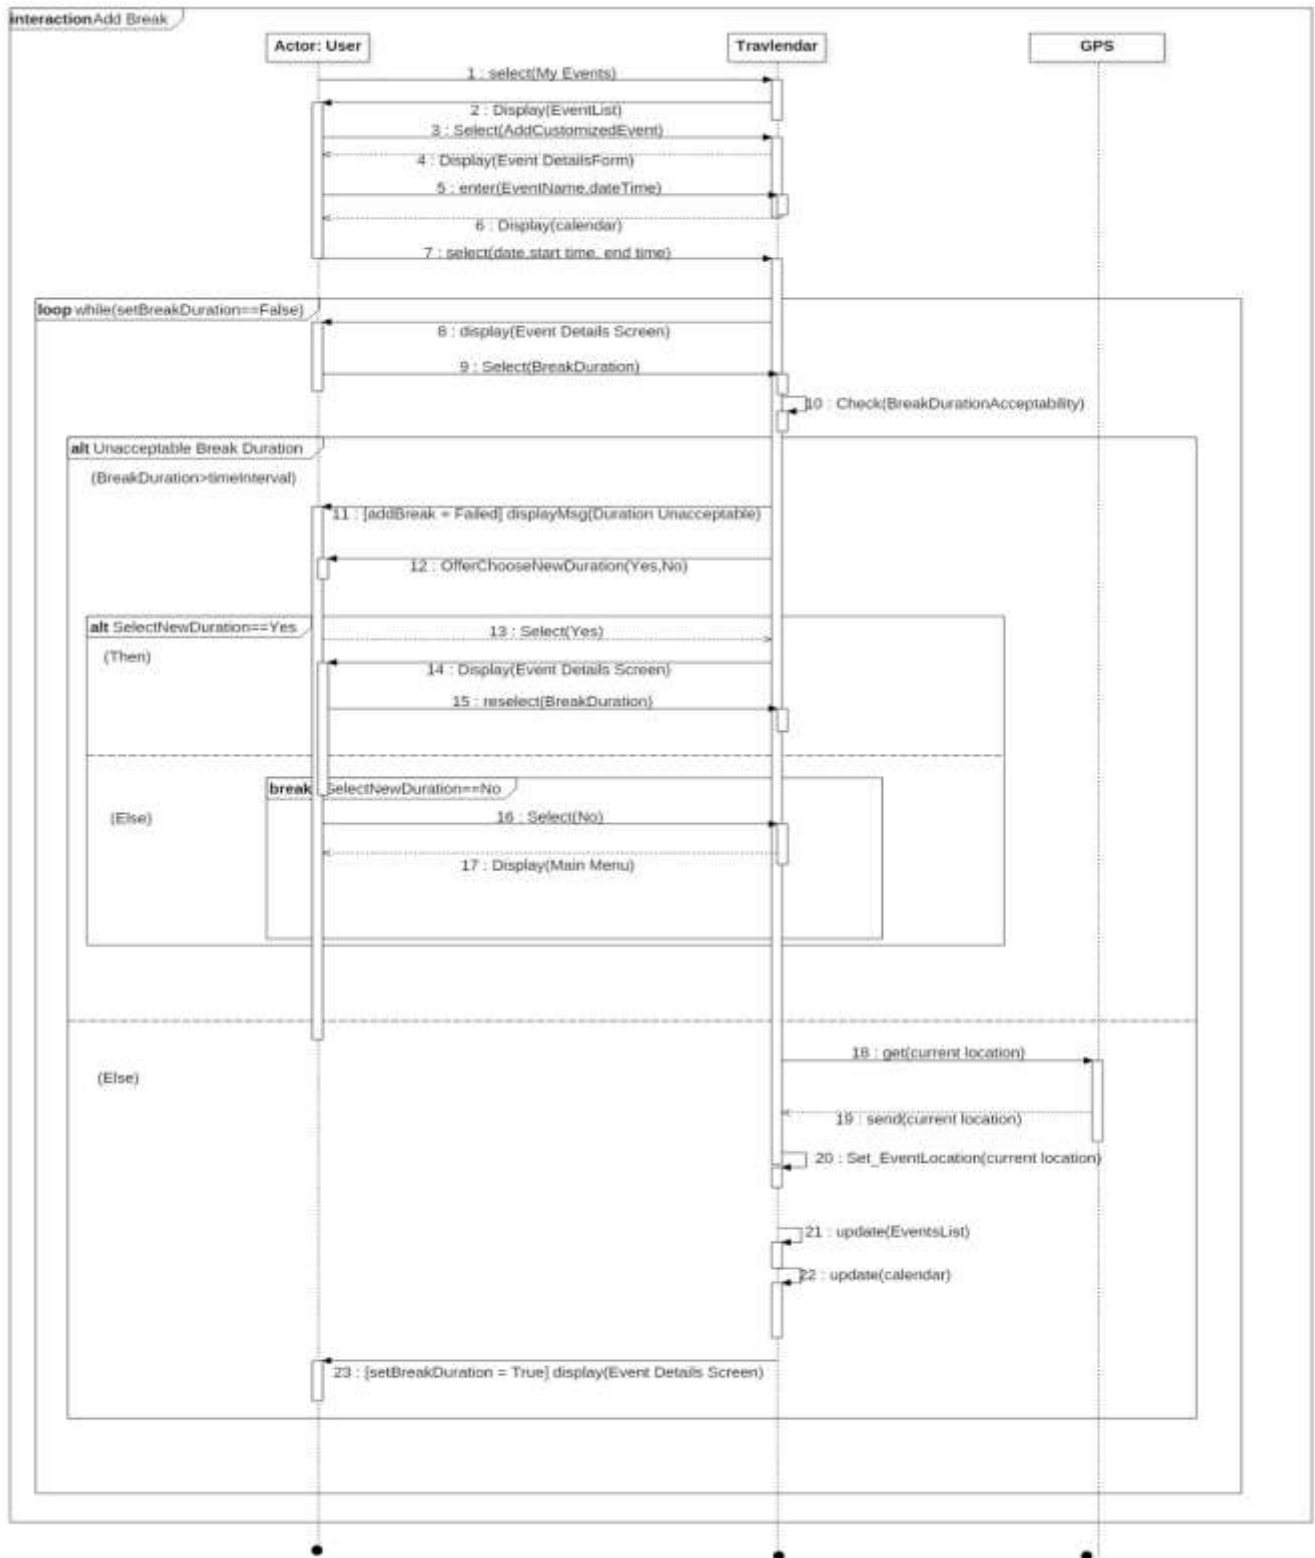 interaction Add Break
Actor: User
Travlendar
GPS
1 : select(My Events)
2 : Display(EventList)
3 : Select(AddCustomizedEvent)
4 : Display(Event DetailsForm)
5 : enter(EventName,dateTime)
6 : Display(calendar)
7 : select(date,start time, end time)
loop while(setBreakDuration==False)
8 : display(Event Details Screen)
9 : Select(BreakDuration)
10 : Check(BreakDurationAcceptability)
alt Unacceptable Break Duration
(BreakDuration>timeInterval)
11 : [addBreak = Failed] displayMsg(Duration Unacceptable)
12 : OfferChooseNewDuration(Yes,No)
alt SelectNewDuration==Yes
13 : Select(Yes)
(Then)
14 : Display(Event Details Screen)
15 : reselect(BreakDuration)
break SelectNewDuration==No
(Else)
16 : Select(No)
17 : Display(Main Menu)
18 : get(current location)
(Else)
19 : send(current location)
20 : Set_EventLocation(current location)
21 : update(EventsList)
22 : update(calendar)
23 : [setBreakDuration = True] display(Event Details Screen)